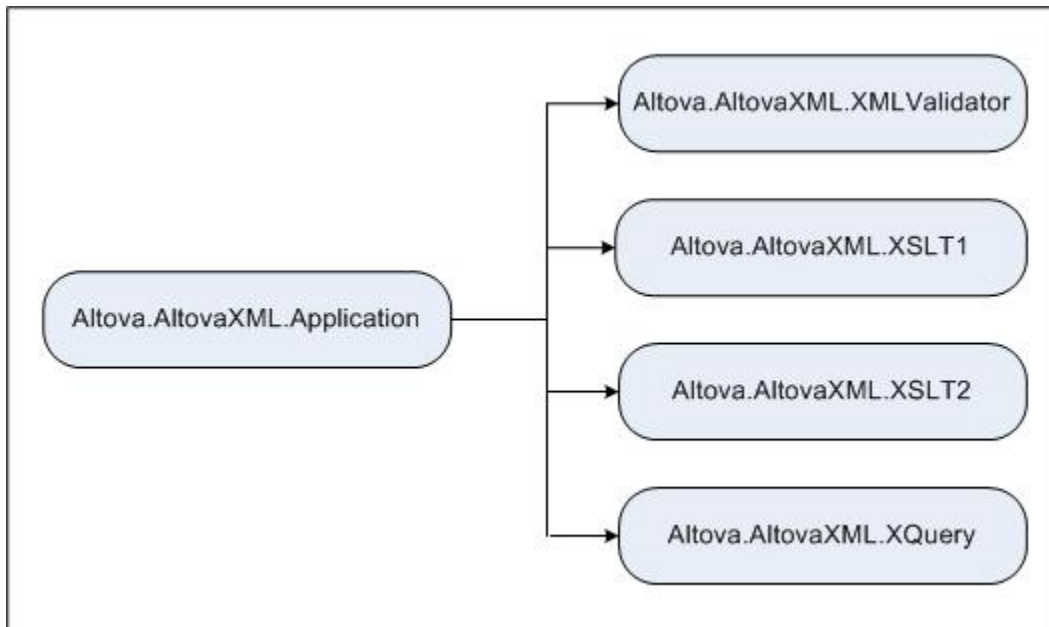 Altova.AltovaXML.XMLValidator
Altova.AltovaXML.XSLT1
Altova.AltovaXML.Application
Altova.AltovaXML.XSLT2
Altova.AltovaXML.XQuery